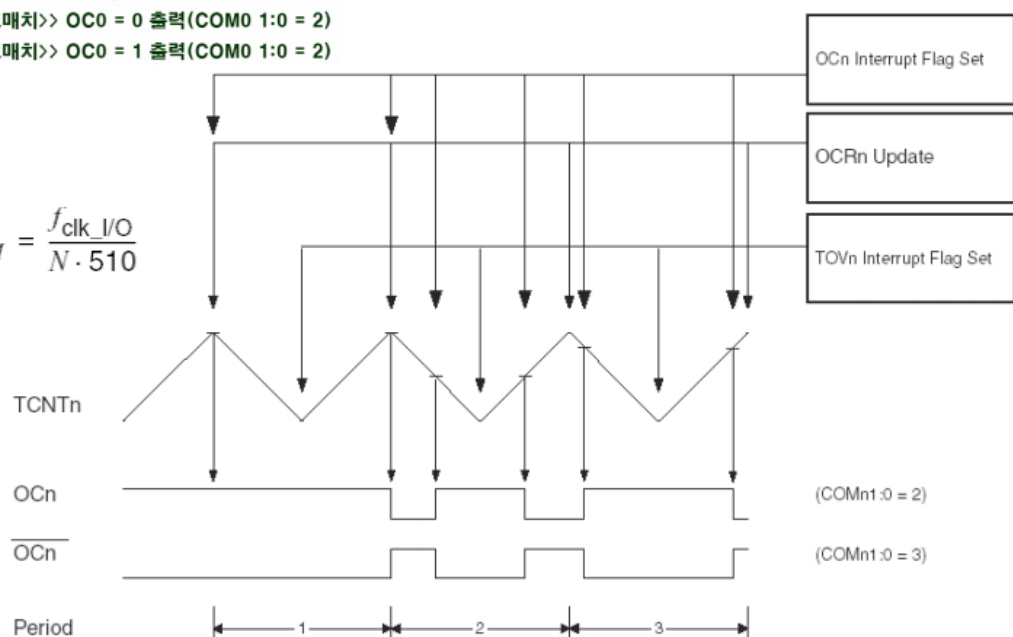 매치>> OC0 = 0 출력(COM0 1:0 = 2)
매치>> OC0 = 1 출력(COM0 1:0 = 2)
OCn Interrupt Flag Set
OCRn Update
= fclk_I/O
N · 510
TOVn Interrupt Flag Set
TCNTn
OCn
(COMn1:0 = 2)
OCn
(COMn1:0 = 3)
Period
1
2
3